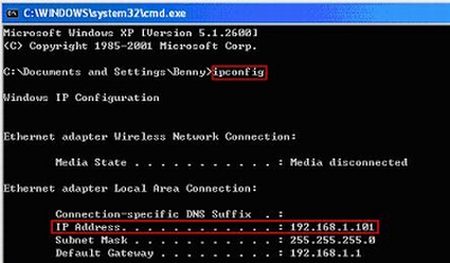 C:\WINDOWS\system32\cmd.exe
Microsoft Windows XP [Version 5.1.2600]
(C) Copyright 1985-2001 Microsoft Corp.
C:\Documents and Settings\Benny>ipconfig
Windows IP Configuration
Ethernet adapter Wireless Network Connection:
Media State . . . . . . . . . . . : Media disconnected
Ethernet adapter Local Area Connection:
Connection-specific DNS Suffix . :
IP Address. . . . . . . . . . . . : 192.168.1.101
Subnet Mask . . . . . . . . . . . : 255.255.255.0
Default Gateway . . . . . . . . . : 192.168.1.1